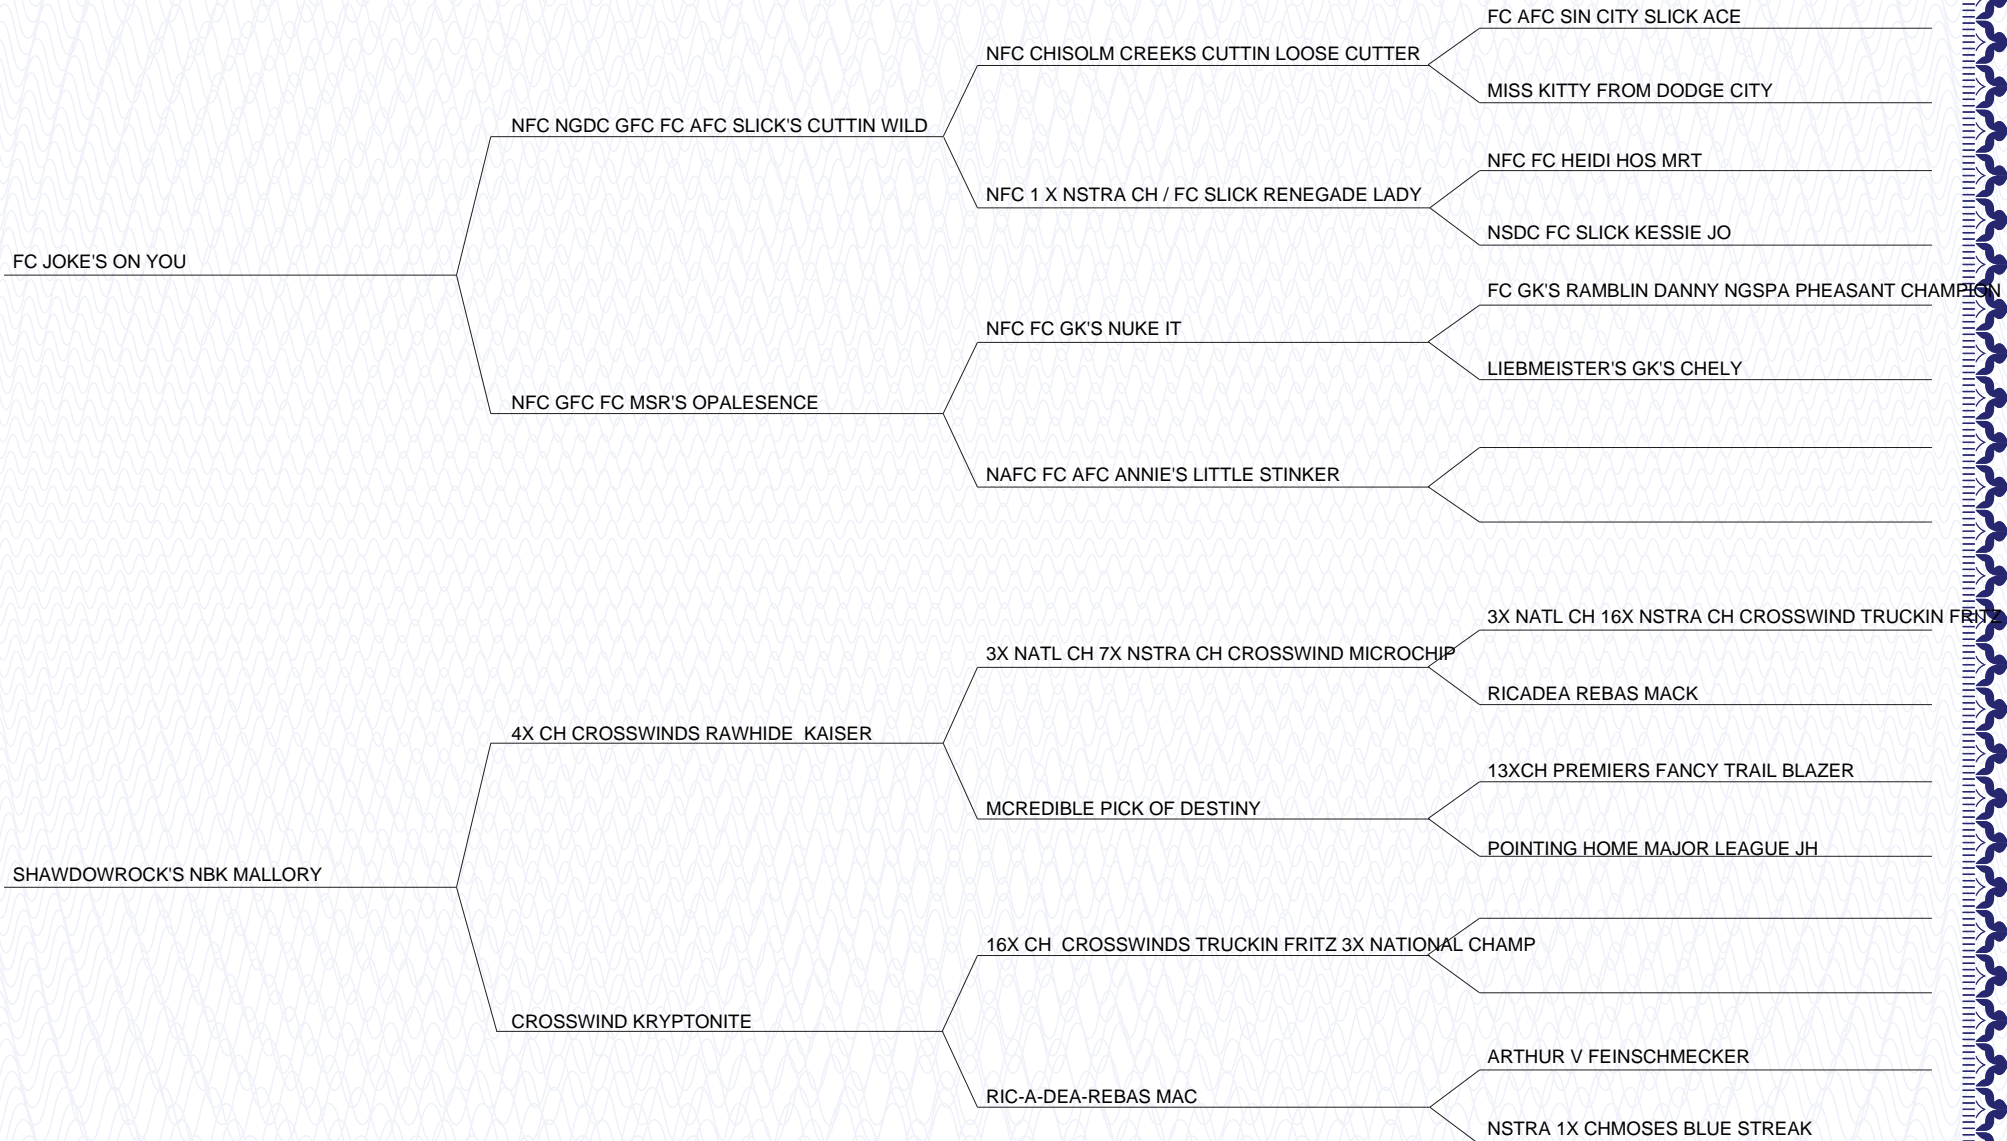 FC AFC SIN CITY SLICK ACE
NFC CHISOLM CREEKS CUTTIN LOOSE CUTTER
MISS KITTY FROM DODGE CITY
NFC NGDC GFC FC AFC SLICK'S CUTTIN WILD
NFC FC HEIDI HOS MRT
NFC 1 X NSTRA CH / FC SLICK RENEGADE LADY
NSDC FC SLICK KESSIE JO
FC JOKE'S ON YOU
FC GK'S RAMBLIN DANNY NGSPA PHEASANT CHAMPION
NFC FC GK'S NUKE IT
LIEBMEISTER'S GK'S CHELY
NFC GFC FC MSR'S OPALESENCE
NAFC FC AFC ANNIE'S LITTLE STINKER
3X NATL CH 16X NSTRA CH CROSSWIND TRUCKIN FRITZ
3X NATL CH 7X NSTRA CH CROSSWIND MICROCHIP
RICADEA REBAS MACK
4X CH CROSSWINDS RAWHIDE  KAISER
13XCH PREMIERS FANCY TRAIL BLAZER
MCREDIBLE PICK OF DESTINY
POINTING HOME MAJOR LEAGUE JH
SHAWDOWROCK'S NBK MALLORY
16X CH  CROSSWINDS TRUCKIN FRITZ 3X NATIONAL CHAMP
CROSSWIND KRYPTONITE
ARTHUR V FEINSCHMECKER
RIC-A-DEA-REBAS MAC
NSTRA 1X CHMOSES BLUE STREAK